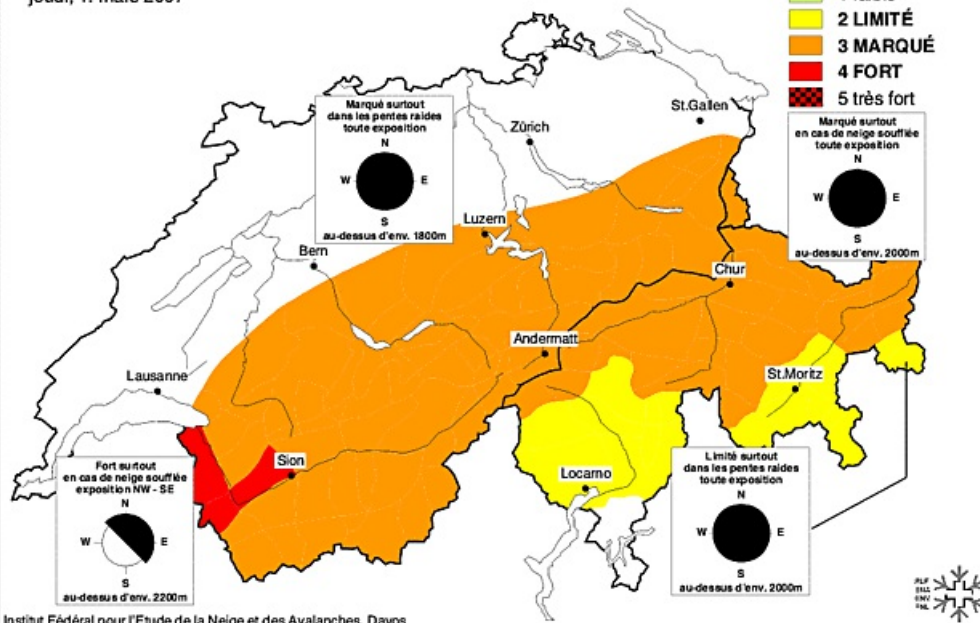 jeudi, 1. mars 2007
2 LIMITÉ
3 MARQUÉ
4 FORT
5 très fort
St.Gallen
Zürich
Marqué surtout
dans les pentes raides
toute exposition
N
W E
S
au-dessus d'env. 1800m
Marqué surtout
en cas de neige soufflée
toute exposition
N
W E
S
au-dessus d'env. 2000m
Luzern
Bern
Chur
Andermatt
Lausanne
St.Moritz
Sion
Locarno
Fort surtout
en cas de neige soufflée
exposition NW - SE
N
W E
S
au-dessus d'env. 2200m
Limité surtout
dans les pentes raides
toute exposition
N
W E
S
au-dessus d'env. 2000m
Institut Fédéral pour l'Etude de la Neige et des Avalanches, Davos